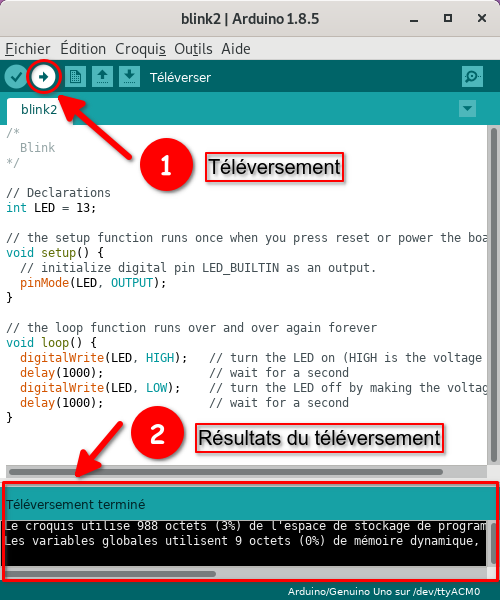 blink2 | Arduino 1.8.5
Fichier Édition Croquis Outils Aide
Téléverser
blink2
/*
  Blink
*/
1
Téléversement
// Declarations
int LED = 13;
// the setup function runs once when you press reset or power the boa
void setup() {
  // initialize digital pin LED_BUILTIN as an output.
  pinMode(LED, OUTPUT);
}
// the loop function runs over and over again forever
void loop() {
  digitalWrite(LED, HIGH);   // turn the LED on (HIGH is the voltage
  delay(1000);               // wait for a second
  digitalWrite(LED, LOW);    // turn the LED off by making the voltag
  delay(1000);               // wait for a second
}
2
Résultats du téléversement
Téléversement terminé
Le croquis utilise 988 octets (3%) de l'espace de stockage de program
Les variables globales utilisent 9 octets (0%) de mémoire dynamique,
Arduino/Genuino Uno sur /dev/ttyACM0